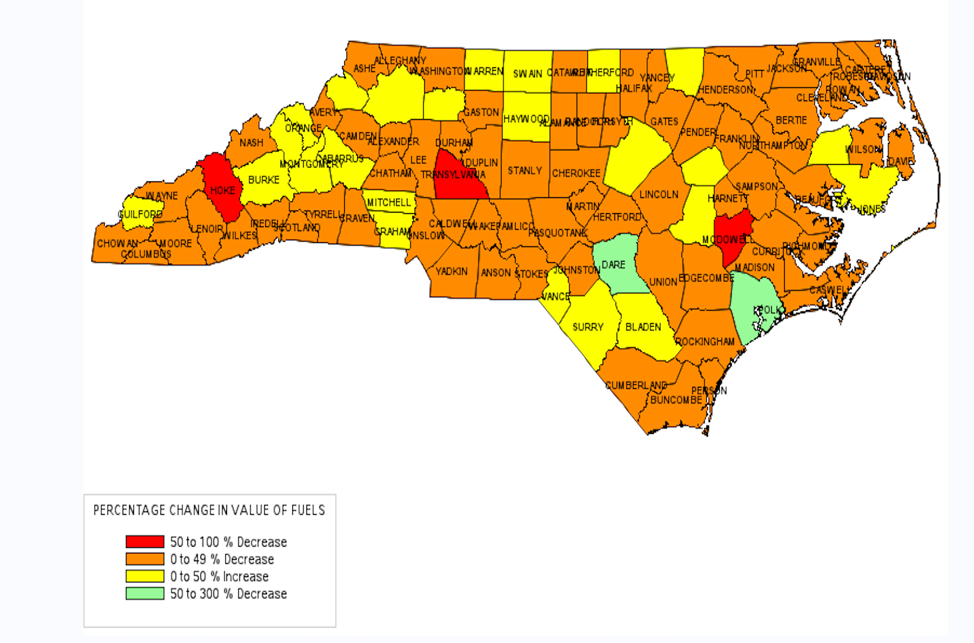 ALLEGHANY
ASHE
WASHINGTON
WARREN
SWAIN
CATAWBA
RUTHERFORD
HALIFAX
YANCEY
HENDERSON
PITT
JACKSON
GRANVILLE
CARTERET
ROBESON
DAVIDSON
ROWAN
CLEVELAND
AVERY
GASTON
HAYWOOD
ALAMANCE
RANDOLPH
FORSYTH
GATES
PENDER
FRANKLIN
NORTHAMPTON
BERTIE
ORANGE
NASH
CAMDEN
ALEXANDER
DURHAM
WILSON
DAVIE
MONTGOMERY
CABARRUS
LEE
DUPLIN
BURKE
CHATHAM
TRANSYLVANIA
STANLY
CHEROKEE
HOKE
WAYNE
MITCHELL
LINCOLN
SAMPSON
HARNETT
BEAUFORT
JONES
GUILFORD
MARTIN
HERTFORD
TYRRELL
CRAVEN
LENOIR
WILKES
IREDELL
SCOTLAND
GRAHAM
ONSLOW
CALDWELL
WAKE
PAMLICO
PASQUOTANK
MCDOWELL
CHOWAN
MOORE
COLUMBUS
CURRITUCK
RICHMOND
MADISON
YADKIN
ANSON
STOKES
JOHNSTON
DARE
UNION
EDGECOMBE
CASWELL
VANCE
POLK
SURRY
BLADEN
ROCKINGHAM
CUMBERLAND
BUNCOMBE
PERSON
PERCENTAGE CHANGE IN VALUE OF FUELS
50 to 100 % Decrease
0 to 49 % Decrease
0 to 50 % Increase
50 to 300 % Decrease